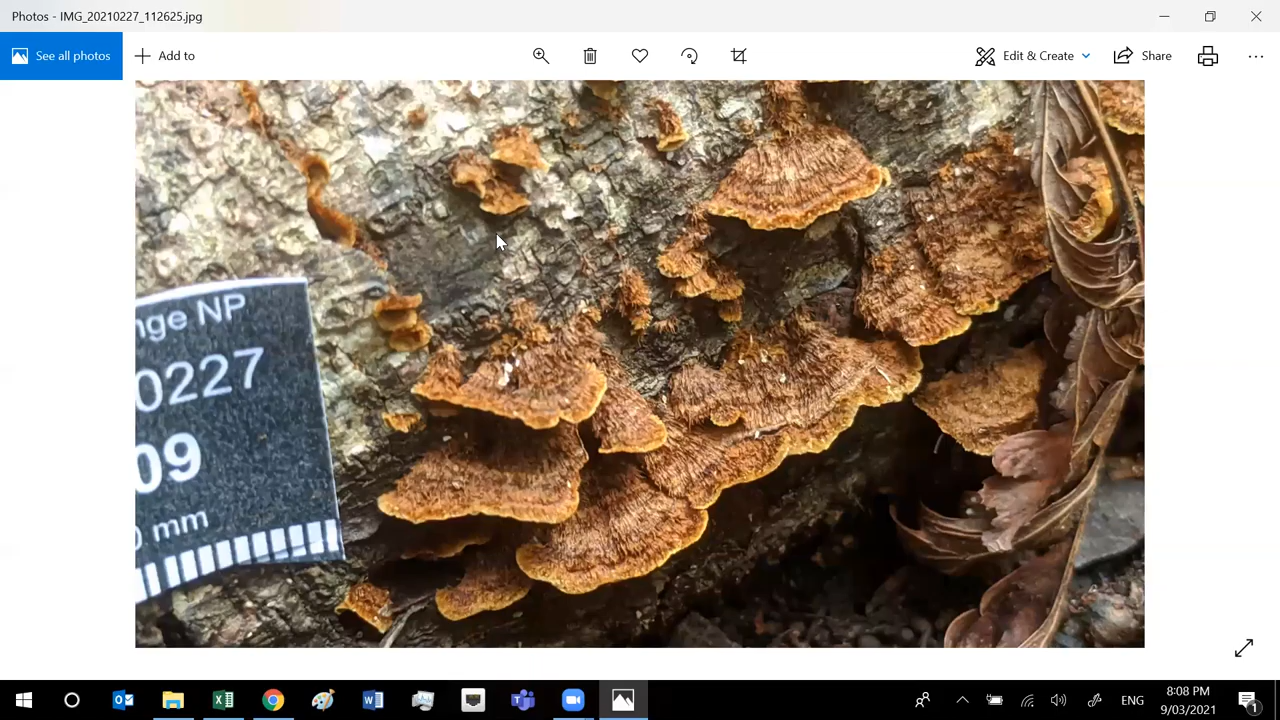 Photos - IMG_20210227_112625.jpg
See all photos
Add to
Edit & Create
Share
nge NP
0227
09
mm
ENG
8:08 PM
9/03/2021
1